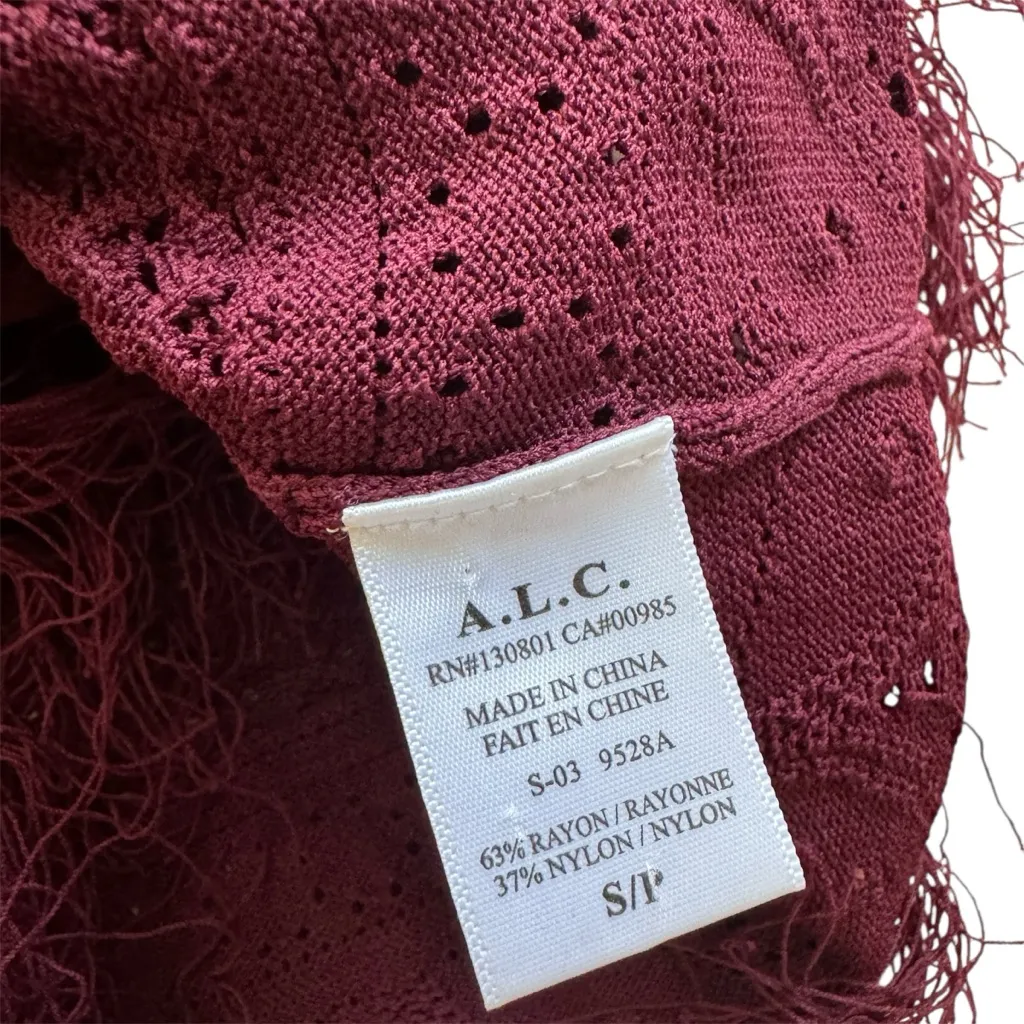 A.L.C.
RN#130801 CA#00985
MADE IN CHINA
FAIT EN CHINE
S-03 9528A
63% RAYON / RAYONNE
37% NYLON / NYLON
S/P